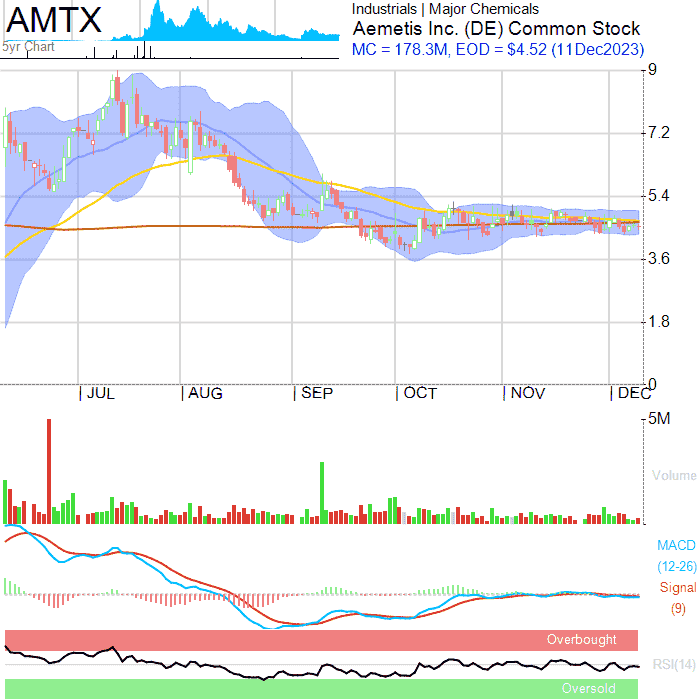 AMTX
5yr Chart
Industrials | Major Chemicals
Aemetis Inc. (DE) Common Stock
MC = 178.3M, EOD = $4.52 (11Dec2023)
9
7.2
5.4
3.6
1.8
0
JUL AUG SEP OCT NOV DEC
5M
Volume
MACD
(12-26)
Signal
(9)
Overbought
RSI(14)
Oversold